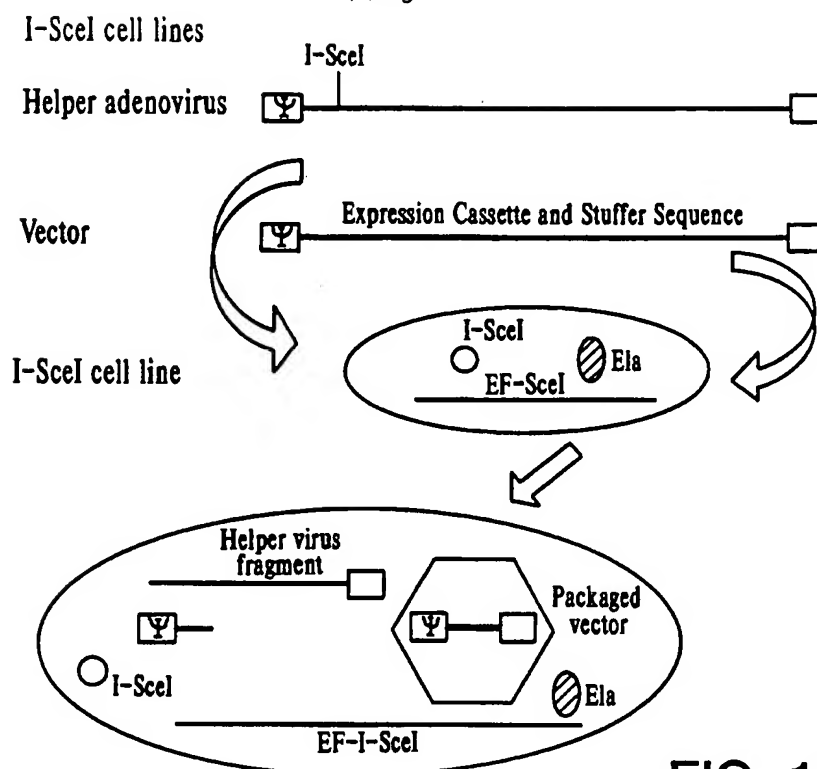 I-SceI cell lines
I-SceI
Helper adenovirus
Ψ
Vector
Expression Cassette and Stuffer Sequence
Ψ
I-SceI cell line
I-SceI
Ela
EF-SceI
Helper virus
fragment
Ψ
Ψ
Packaged
vector
I-SceI
Ela
EF-I-SceI